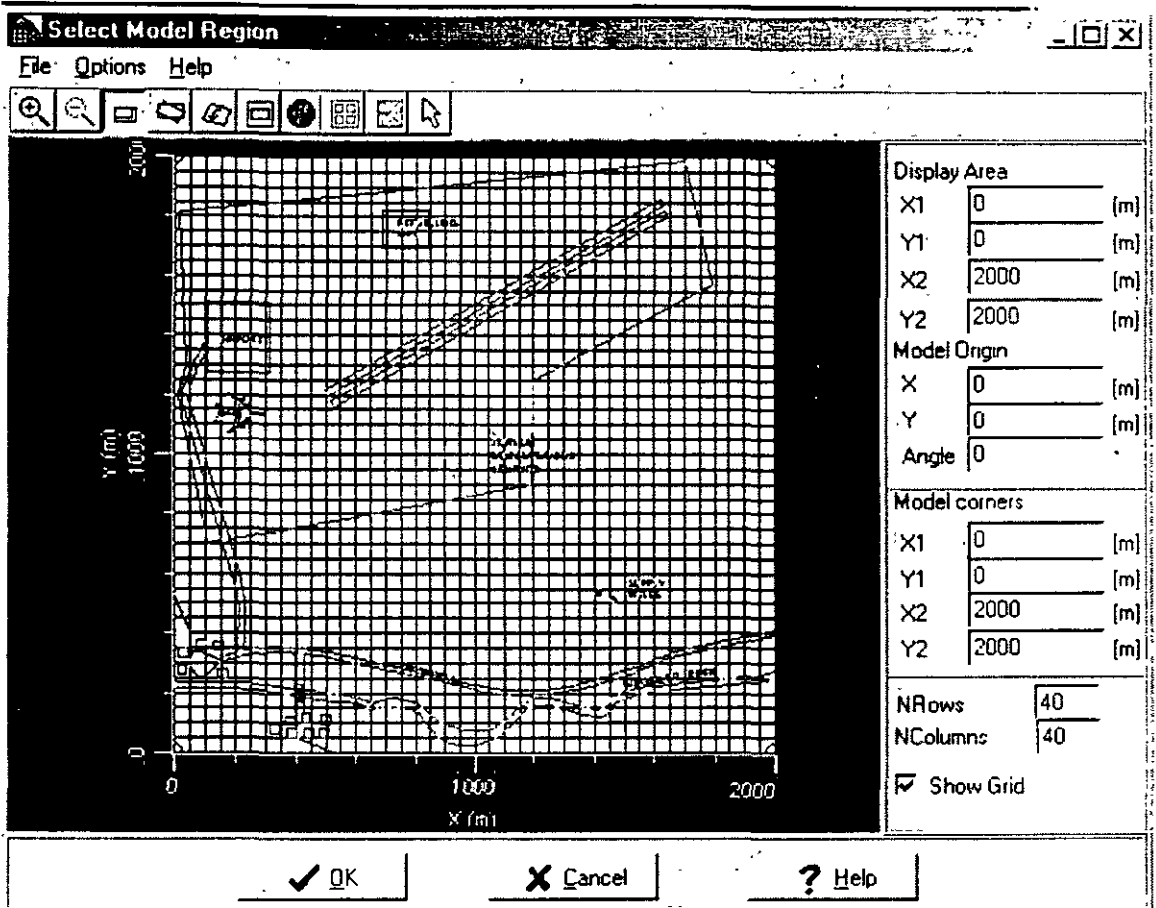 Select Model Region
File Options Help
2000
Y (m)
1000
0
0 1000 2000
X (m)
Display Area
X1 0 [m]
Y1 0 [m]
X2 2000 [m]
Y2 2000 [m]
Model Origin
X 0 [m]
Y 0 [m]
Angle 0
Model corners
X1 0 [m]
Y1 0 [m]
X2 2000 [m]
Y2 2000 [m]
NRows 40
NColumns 40
Show Grid
OK Cancel ? Help